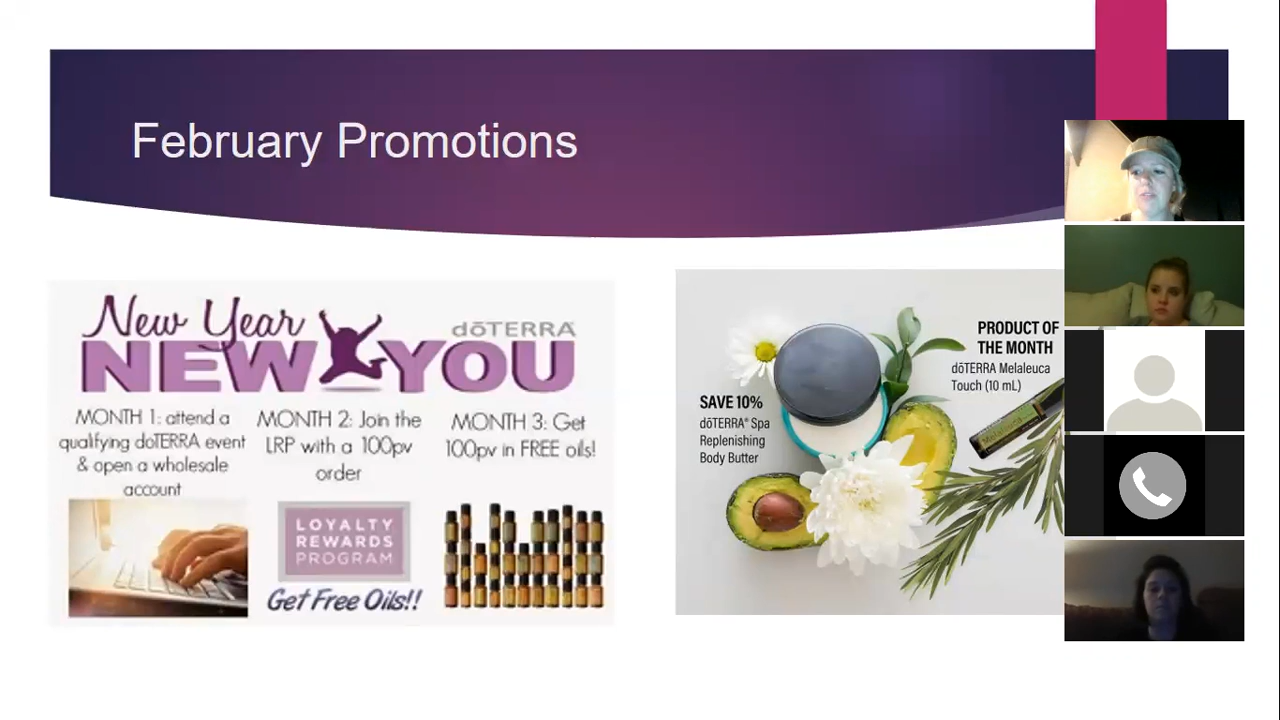 February Promotions
New Year
dōTERRA
NEW YOU
MONTH 1: attend a
qualifying doTERRA event
& open a wholesale
account
MONTH 2: Join the
LRP with a 100pv
order
MONTH 3: Get
100pv in FREE oils!
LOYALTY
REWARDS
PROGRAM
Get Free Oils!!
SAVE 10%
dōTERRA® Spa
Replenishing
Body Butter
PRODUCT OF
THE MONTH
dōTERRA Melaleuca
Touch (10 mL)
Melaleuca